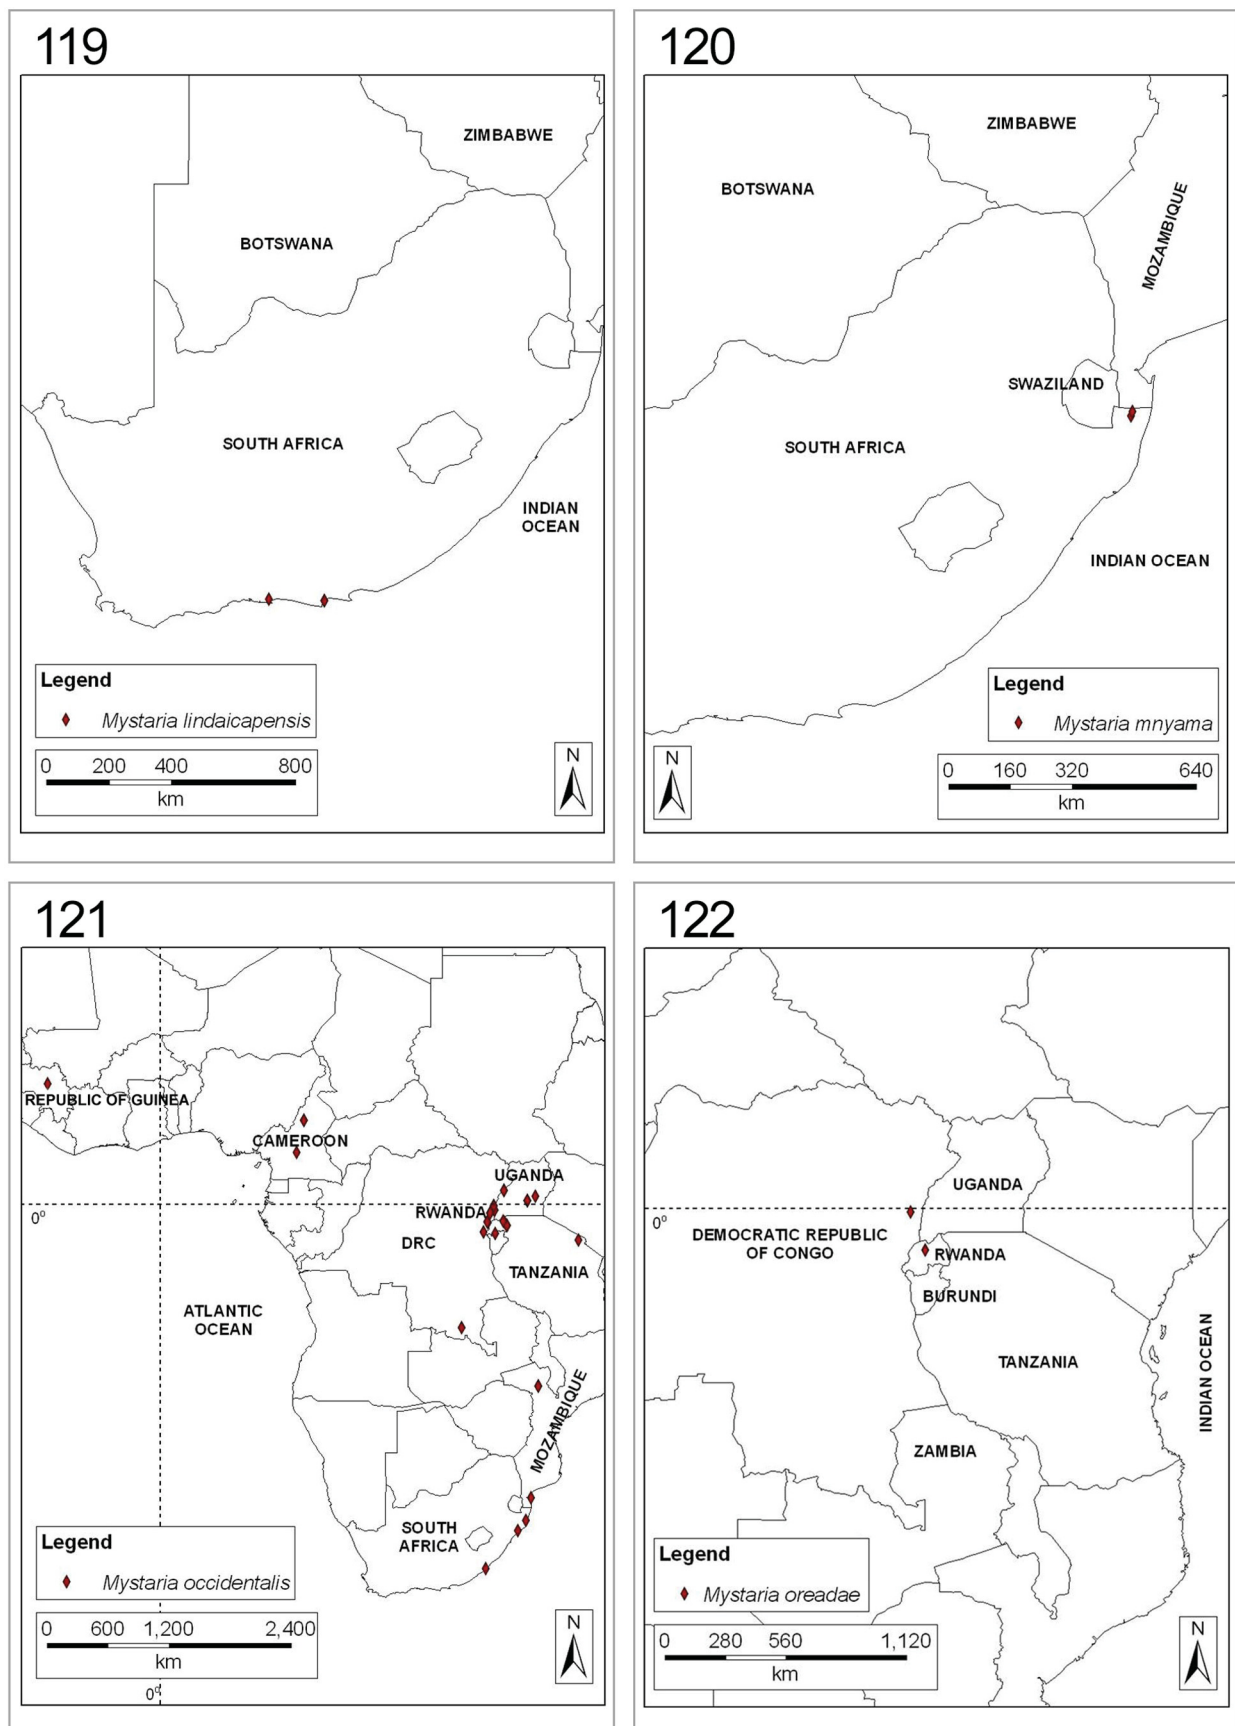 119
ZIMBABWE
BOTSWANA
SOUTH AFRICA
INDIAN
OCEAN
Legend
Mystaria lindaicapensis
0 200 400 800
km
N
120
ZIMBABWE
BOTSWANA
MOZAMBIQUE
SWAZILAND
SOUTH AFRICA
INDIAN OCEAN
Legend
Mystaria mnyama
N
0 160 320 640
km
121
REPUBLIC OF GUINEA
CAMEROON
UGANDA
RWANDA
0°
DRC
TANZANIA
ATLANTIC
OCEAN
MOZAMBIQUE
SOUTH
AFRICA
Legend
Mystaria occidentalis
0 600 1,200 2,400
km
N
0°
122
UGANDA
0°
DEMOCRATIC REPUBLIC
OF CONGO
RWANDA
BURUNDI
INDIAN OCEAN
TANZANIA
ZAMBIA
Legend
Mystaria oreadae
0 280 560 1,120
km
N